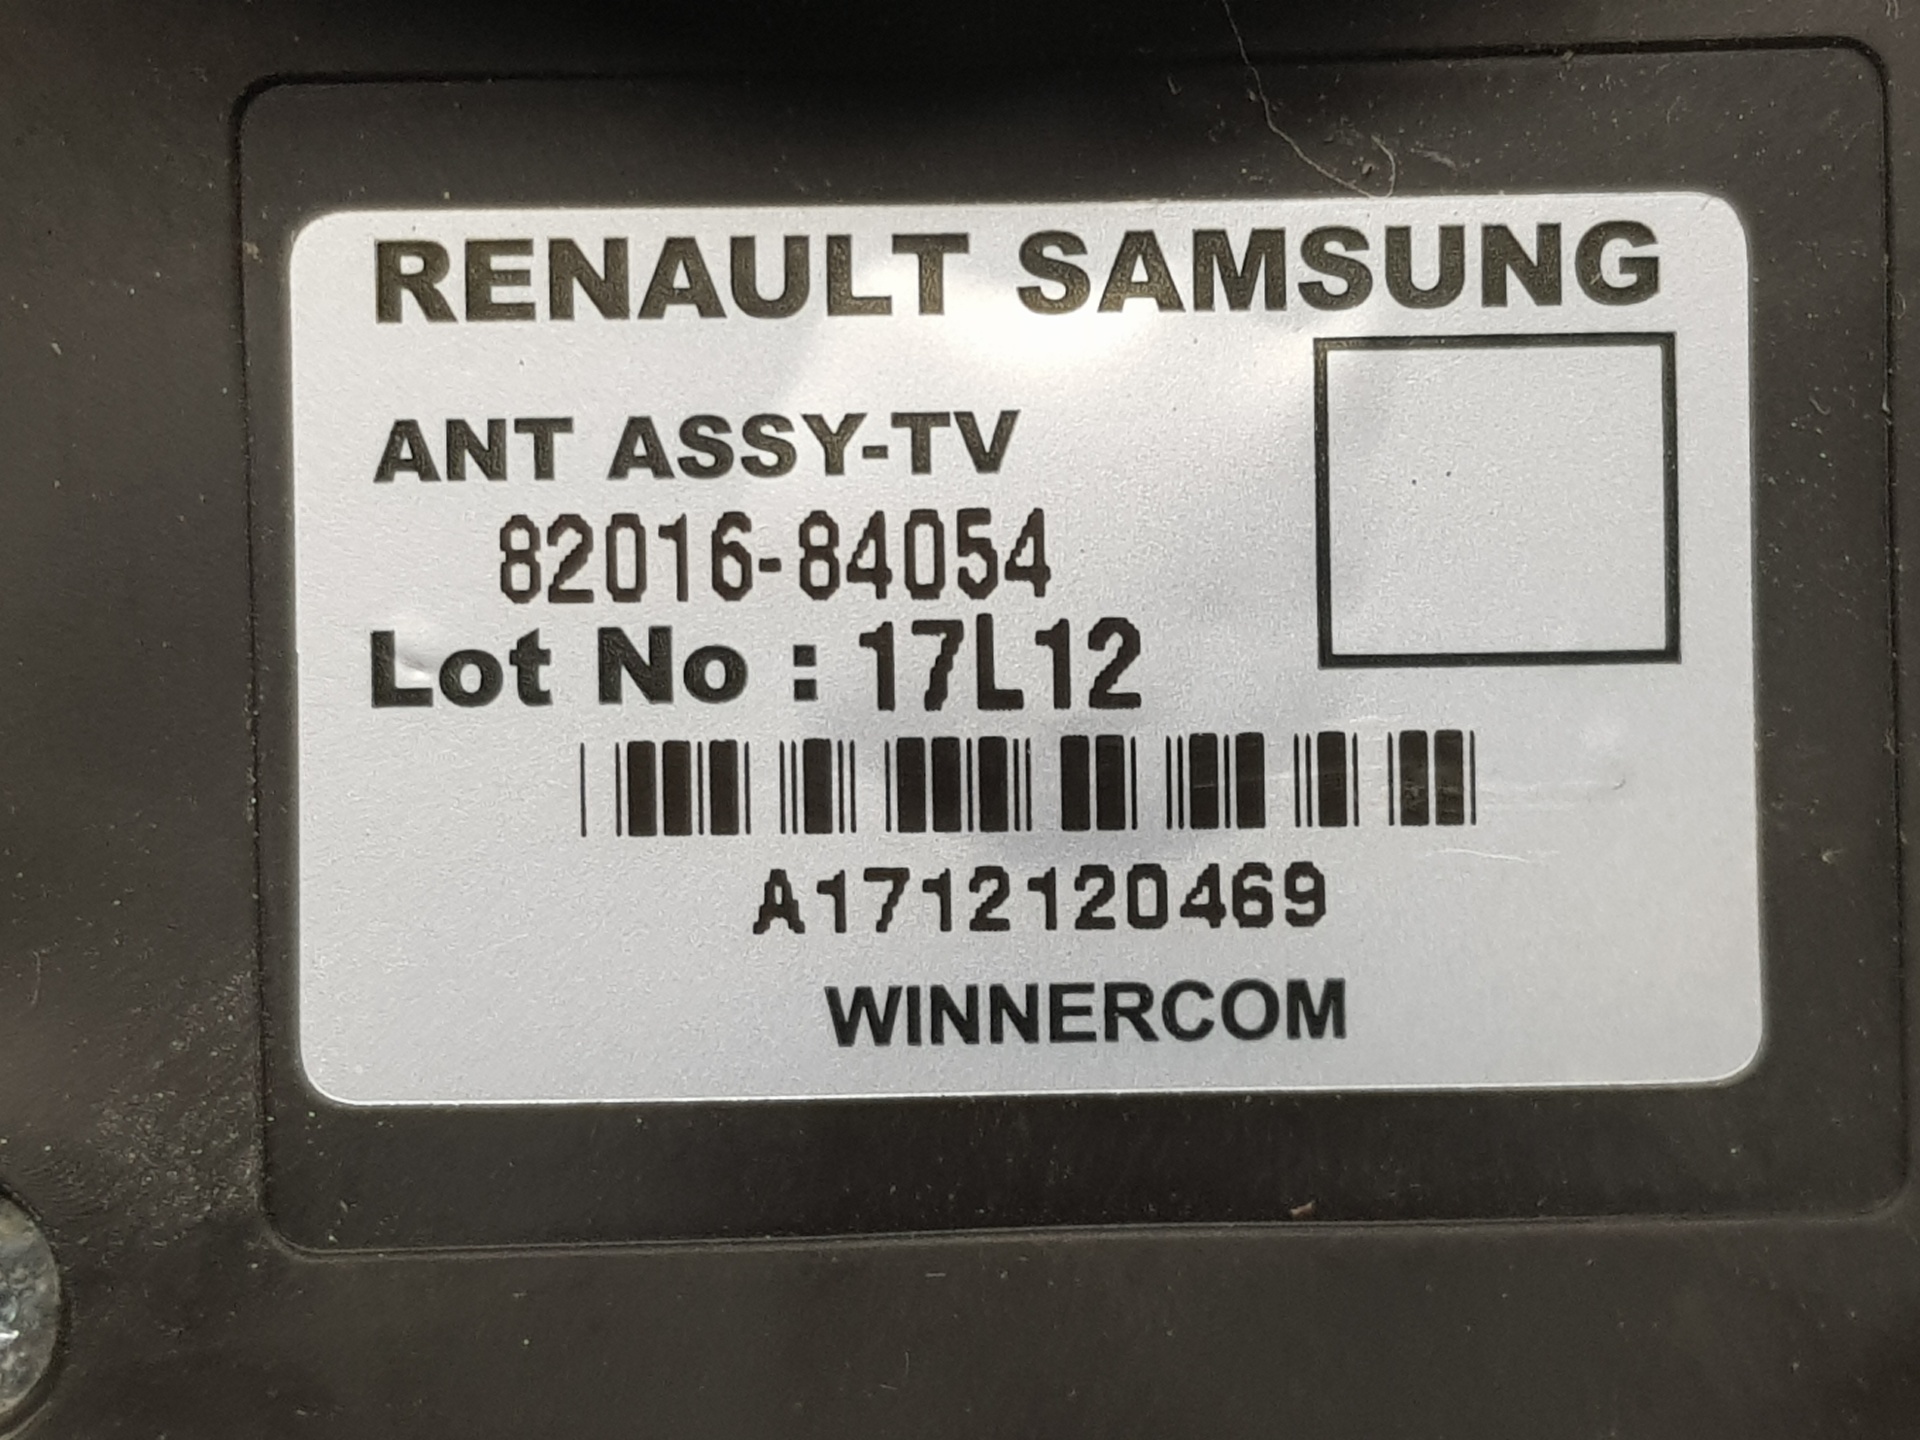 RENAULT SAMSUNG
ANT ASSY-TV
82016-84054
Lot No : 17L12
A1712120469
WINNERCOM